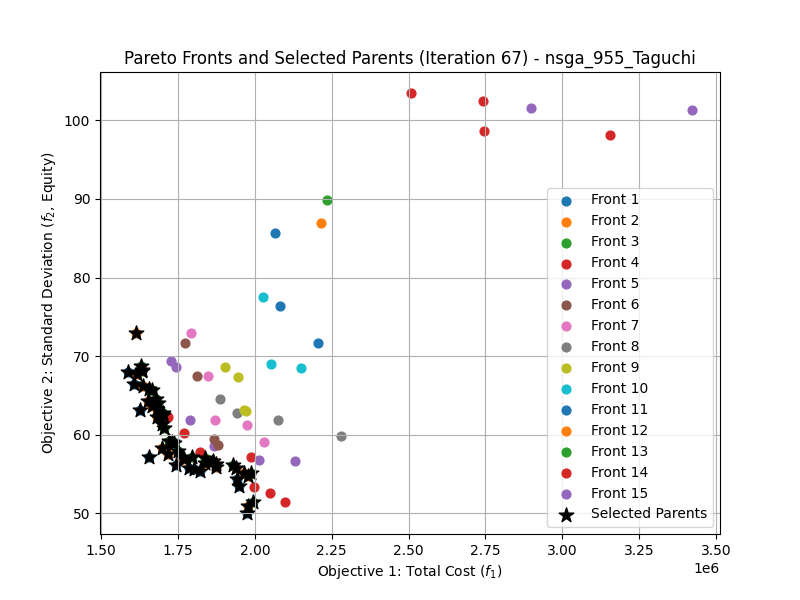 Pareto Fronts and Selected Parents (Iteration 67) - nsga_955_Taguchi
Objective 2: Standard Deviation (f2, Equity)
100
90
80
70
60
50
1.50 1.75 2.00 2.25 2.50 2.75 3.00 3.25 3.50
1e6
Objective 1: Total Cost (f1)
Front 1
Front 2
Front 3
Front 4
Front 5
Front 6
Front 7
Front 8
Front 9
Front 10
Front 11
Front 12
Front 13
Front 14
Front 15
Selected Parents